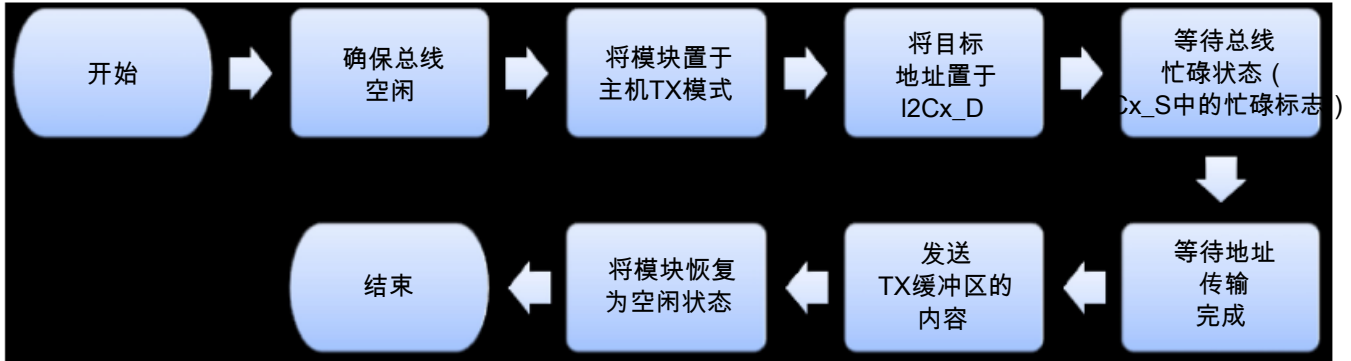 开始
确保总线
空闲
将模块置于
主机TX模式
将目标
地址置于
I2Cx_D
等待总线
忙碌状态（
Cx_S中的忙碌标志）
等待地址
传输
完成
发送
TX缓冲区的
内容
将模块恢复
为空闲状态
结束